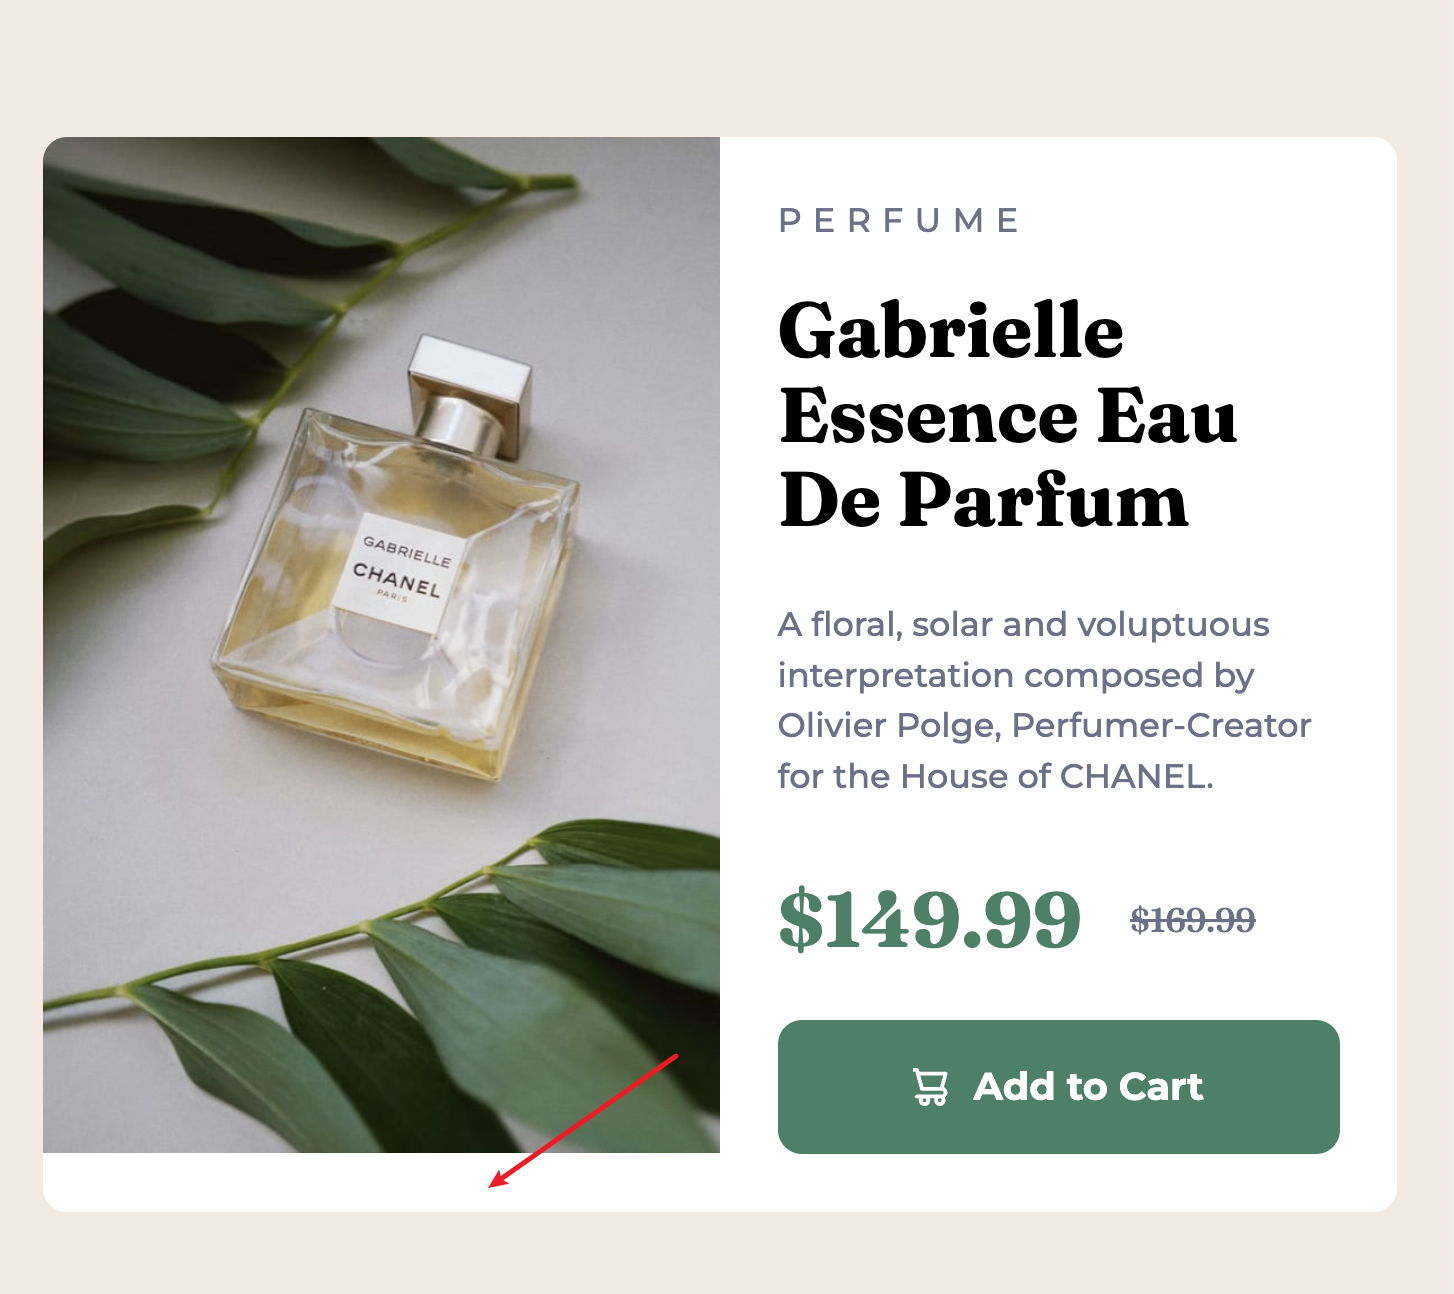 GABRIELLE
CHANEL
PARIS
PERFUME
Gabrielle
Essence Eau
De Parfum
A floral, solar and voluptuous
interpretation composed by
Olivier Polge, Perfumer-Creator
for the House of CHANEL.
$149.99 $169.99
Add to Cart